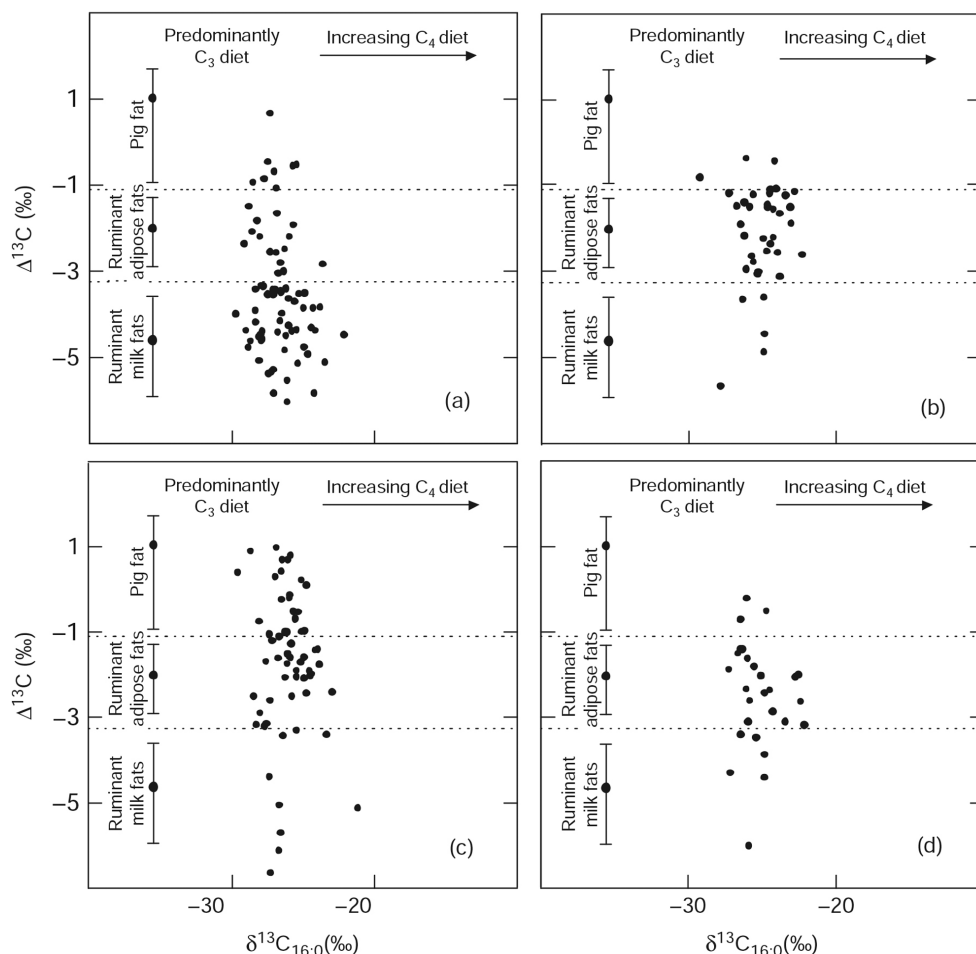 Predominantly
C3 diet
Increasing C4 diet
Predominantly
C3 diet
Increasing C4 diet
1
–1
–3
–5
Δ13C (‰)
Pig fat
Ruminant
adipose fats
Ruminant
milk fats
(a)
Pig fat
Ruminant
adipose fats
Ruminant
milk fats
(b)
Predominantly
C3 diet
Increasing C4 diet
Predominantly
C3 diet
Increasing C4 diet
1
–1
–3
–5
Δ13C (‰)
Pig fat
Ruminant
adipose fats
Ruminant
milk fats
(c)
Pig fat
Ruminant
adipose fats
Ruminant
milk fats
(d)
–30
–20
–30
–20
δ13C16:0(‰)
δ13C16:0(‰)